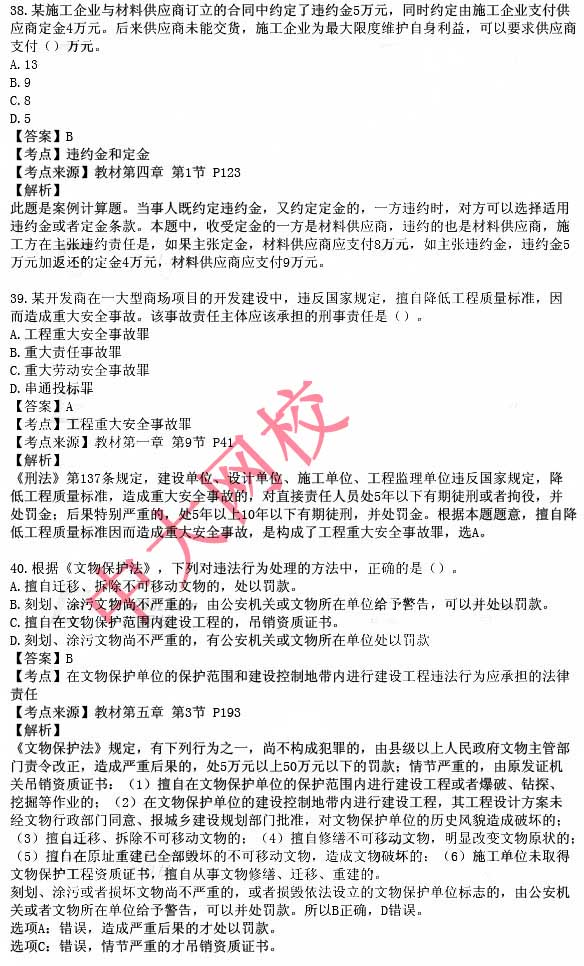 38.某施工企业与材料供应商订立的合同中约定了违约金5万元，同时约定由施工企业支付供
应商定金4万元。后来供应商未能交货，施工企业为最大限度维护自身利益，可以要求供应商
支付（）万元。
A.13
B.9
C.8
D.5
【答案】B
【考点】违约金和定金
【考点来源】教材第四章 第1节 P123
【解析】
此题是案例计算题。当事人既约定违约金，又约定定金的，一方违约时，对方可以选择适用
违约金或者定金条款。本题中，收受定金的一方是材料供应商，违约的也是材料供应商，施
工方在主张违约责任是，如果主张定金，材料供应商应支付8万元，如主张违约金，违约金5
万元加返还的定金4万元，材料供应商应支付9万元。
39.某开发商在一大型商场项目的开发建设中，违反国家规定，擅自降低工程质量标准，因
而造成重大安全事故。该事故责任主体应该承担的刑事责任是（）。
A.工程重大安全事故罪
B.重大责任事故罪
C.重大劳动安全事故罪
D.串通投标罪
【答案】A
【考点】工程重大安全事故罪
【考点来源】教材第一章 第9节 P41
【解析】
《刑法》第137条规定，建设单位、设计单位、施工单位、工程监理单位违反国家规定，降
低工程质量标准，造成重大安全事故的，对直接责任人员处5年以下有期徒刑或者拘役，并
处罚金；后果特别严重的，处5年以上10年以下有期徒刑，并处罚金。根据本题题意，擅自降
低工程质量标准因而造成重大安全事故，是构成了工程重大安全事故罪，选A。
40.根据《文物保护法》，下列对违法行为处理的方法中，正确的是（）。
A.擅自迁移、拆除不可移动文物的，处以罚款。
B.刻划、涂污文物尚不严重的，由公安机关或文物所在单位给予警告，可以并处以罚款。
C.擅自在文物保护范围内建设工程的，吊销资质证书。
D.刻划、涂污文物尚不严重的，有公安机关或文物所在单位处以罚款
【答案】B
【考点】在文物保护单位的保护范围和建设控制地带内进行建设工程违法行为应承担的法律
责任
【考点来源】教材第五章 第3节 P193
【解析】
《文物保护法》规定，有下列行为之一，尚不构成犯罪的，由县级以上人民政府文物主管部
门责令改正，造成严重后果的，处5万元以上50万元以下的罚款；情节严重的，由原发证机
关吊销资质证书：（1）擅自在文物保护单位的保护范围内进行建设工程或者爆破、钻探、
挖掘等作业的；（2）在文物保护单位的建设控制地带内进行建设工程，其工程设计方案未
经文物行政部门同意、报城乡建设规划部门批准，对文物保护单位的历史风貌造成破坏的；
（3）擅自迁移、拆除不可移动文物的；（4）擅自修缮不可移动文物，明显改变文物原状的；
（5）擅自在原址重建已全部毁坏的不可移动文物，造成文物破坏的；（6）施工单位未取得
文物保护工程资质证书，擅自从事文物修缮、迁移、重建的。
刻划、涂污或者损坏文物尚不严重的，或者损毁依法设立的文物保护单位标志的，由公安机
关或者文物所在单位给予警告，可以并处罚款。所以B正确，D错误。
选项A：错误，造成严重后果的才处以罚款。
选项C：错误，情节严重的才吊销资质证书。
中大网校